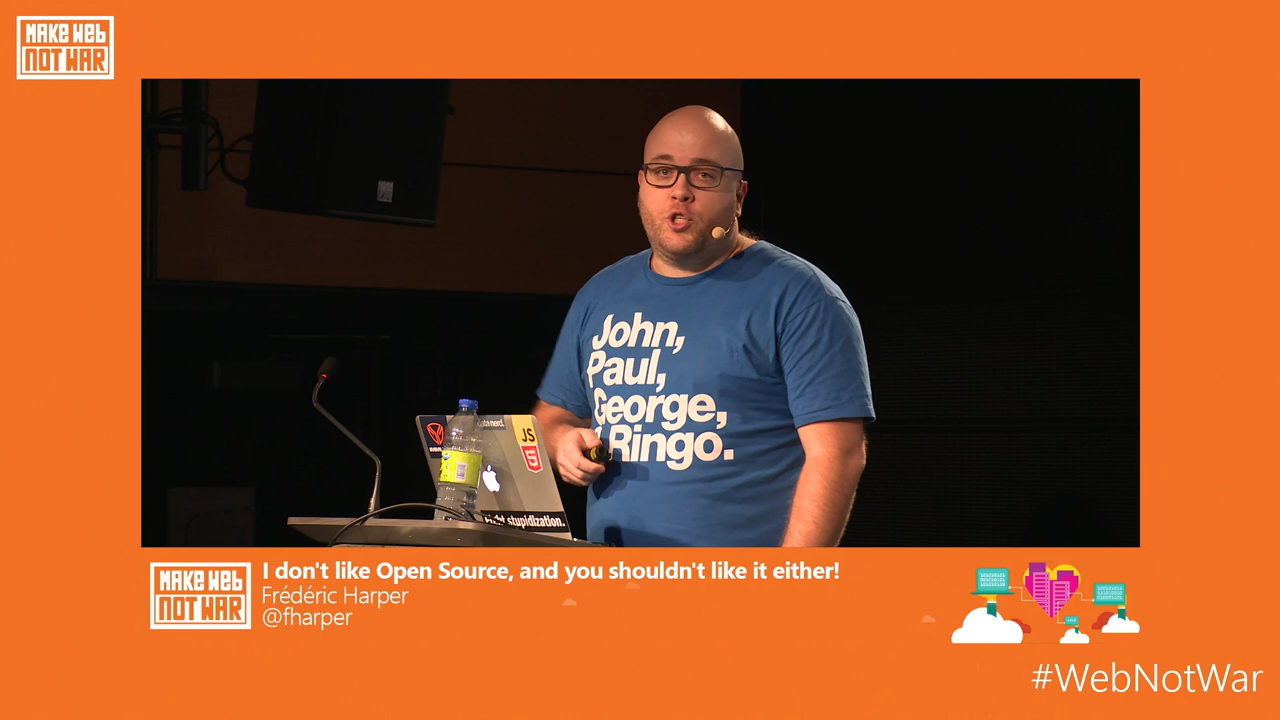 MAKE WEB
NOT WAR
John,
Paul,
George,
Ringo.
JS
5
stupidization.
MAKE WEB
NOT WAR
I don't like Open Source, and you shouldn't like it either!
Frédéric Harper
@fharper
#WebNotWar